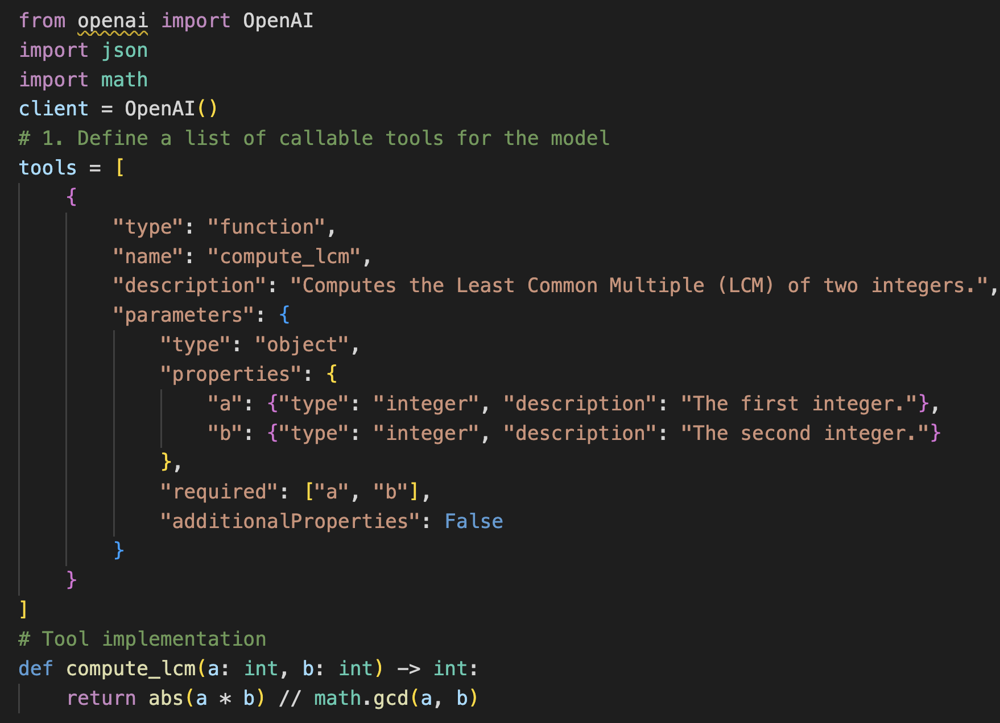 from openai import OpenAI
import json
import math
client = OpenAI()
# 1. Define a list of callable tools for the model
tools = [
    {
        "type": "function",
        "name": "compute_lcm",
        "description": "Computes the Least Common Multiple (LCM) of two integers.",
        "parameters": {
            "type": "object",
            "properties": {
                "a": {"type": "integer", "description": "The first integer."},
                "b": {"type": "integer", "description": "The second integer."}
            },
            "required": ["a", "b"],
            "additionalProperties": False
        }
    }
]
# Tool implementation
def compute_lcm(a: int, b: int) -> int:
    return abs(a * b) // math.gcd(a, b)